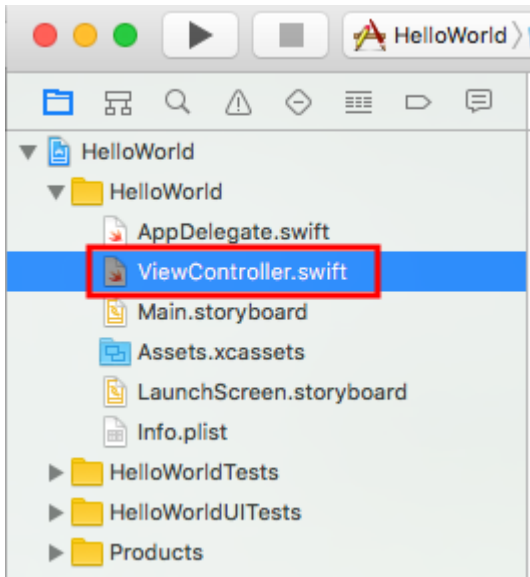 HelloWorld
HelloWorld
HelloWorld
AppDelegate.swift
ViewController.swift
Main.storyboard
Assets.xcassets
LaunchScreen.storyboard
Info.plist
HelloWorldTests
HelloWorldUITests
Products